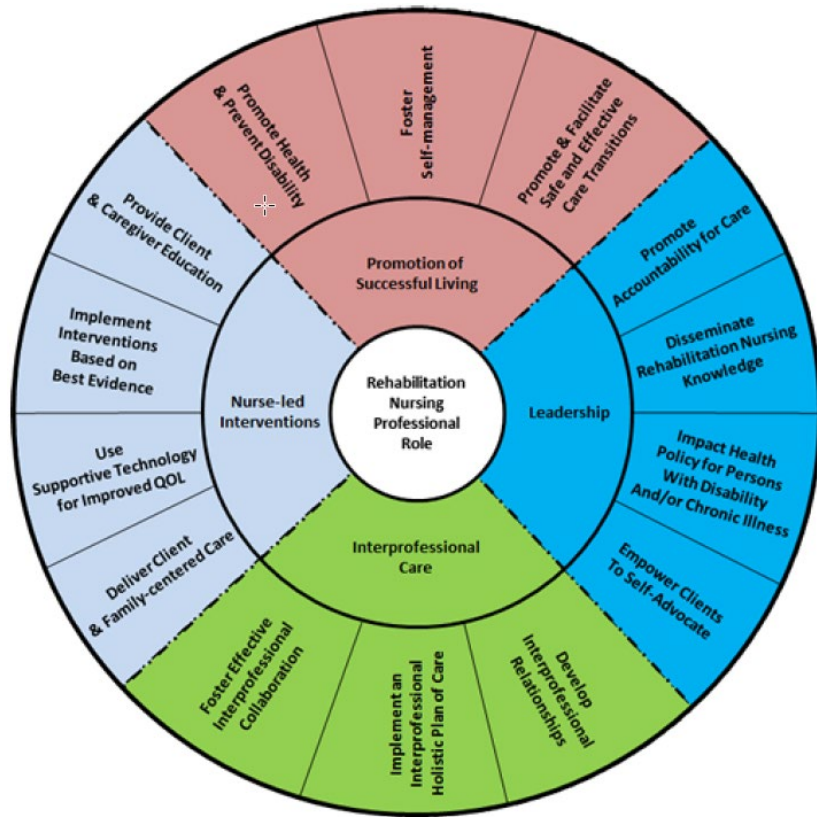 Rehabilitation
Nursing
Professional
Role
Promotion of
Successful Living
Promote Health
& Prevent Disability
Foster
Self-management
Promote & Facilitate
Safe and Effective
Care Transitions
Leadership
Promote
Accountability for Care
Disseminate
Rehabilitation Nursing
Knowledge
Impact Health
Policy for Persons
With Disability
And/or Chronic Illness
Empower Clients
To Self-Advocate
Interprofessional
Care
Develop
Interprofessional
Relationships
Implement an
Interprofessional
Holistic Plan of Care
Foster Effective
Interprofessional
Collaboration
Nurse-led
Interventions
Deliver Client
& Family-centered Care
Use
Supportive Technology
for Improved QOL
Implement
Interventions
Based on
Best Evidence
Provide Client
& Caregiver Education